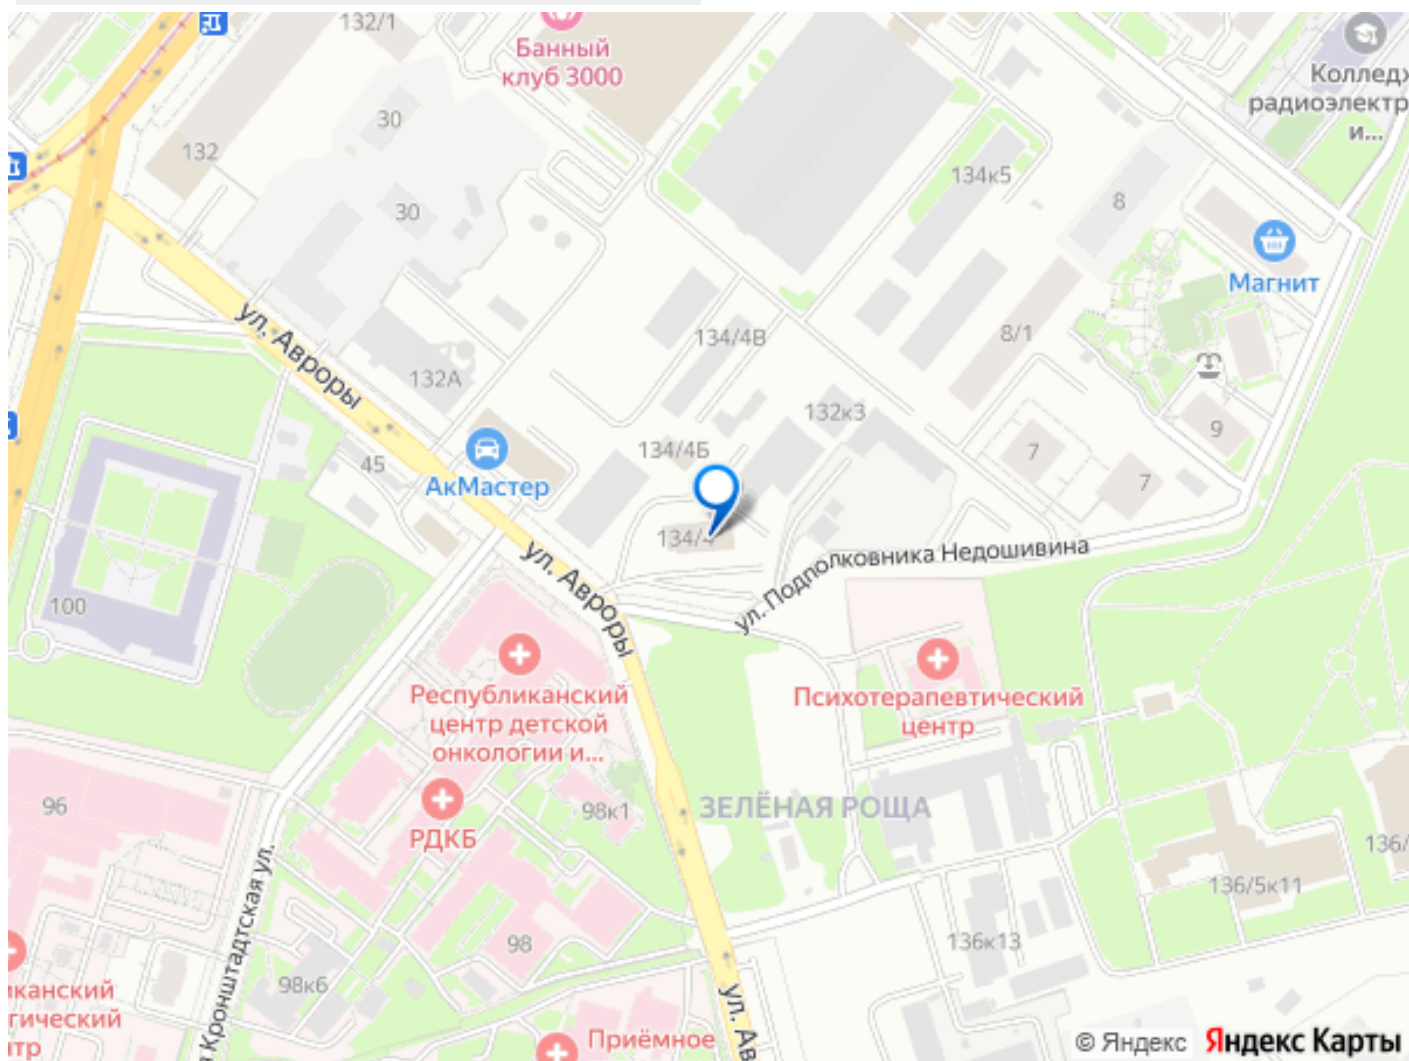 132/1
Банный
клуб 3000
Колледж
радиоэлектр
и...
30
132
134к5
30
8
Магнит
ул. Авроры
134/4В
8/1
132А
132к3
134/4Б
45
9
7
АкМастер
7
134/4
ул. Авроры
ул. Подполковника Недошивина
100
Республиканский
центр детской
онкологии и...
Психотерапевтический
центр
96
98к1
ЗЕЛЁНАЯ РОЩА
РДКБ
136/
136/5к11
я Кронштадтская ул.
98
136к13
98к6
иканский
гический
тр
ул. Ав
Приёмное
© Яндекс Яндекс Карты